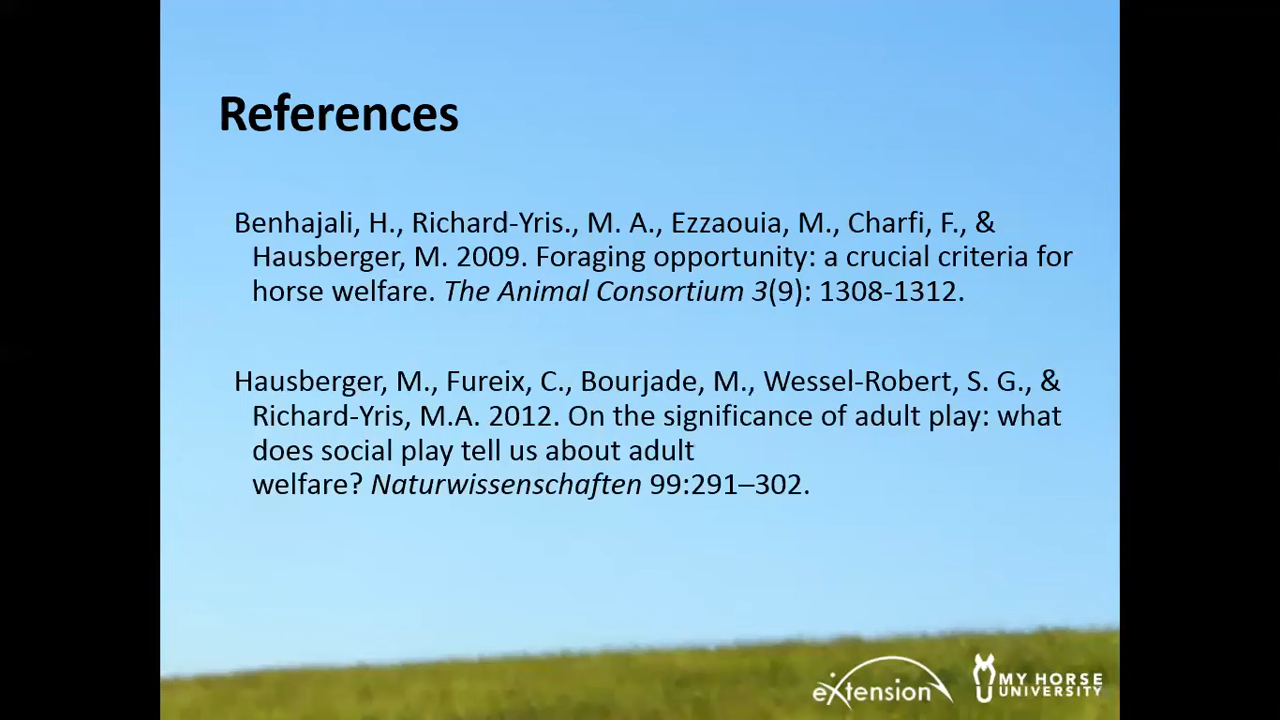 References
Benhajali, H., Richard-Yris., M. A., Ezzaouia, M., Charfi, F., &
Hausberger, M. 2009. Foraging opportunity: a crucial criteria for
horse welfare. The Animal Consortium 3(9): 1308-1312.
Hausberger, M., Fureix, C., Bourjade, M., Wessel-Robert, S. G., &
Richard-Yris, M.A. 2012. On the significance of adult play: what
does social play tell us about adult
welfare? Naturwissenschaften 99:291–302.
eXtension
MY HORSE
UNIVERSITY